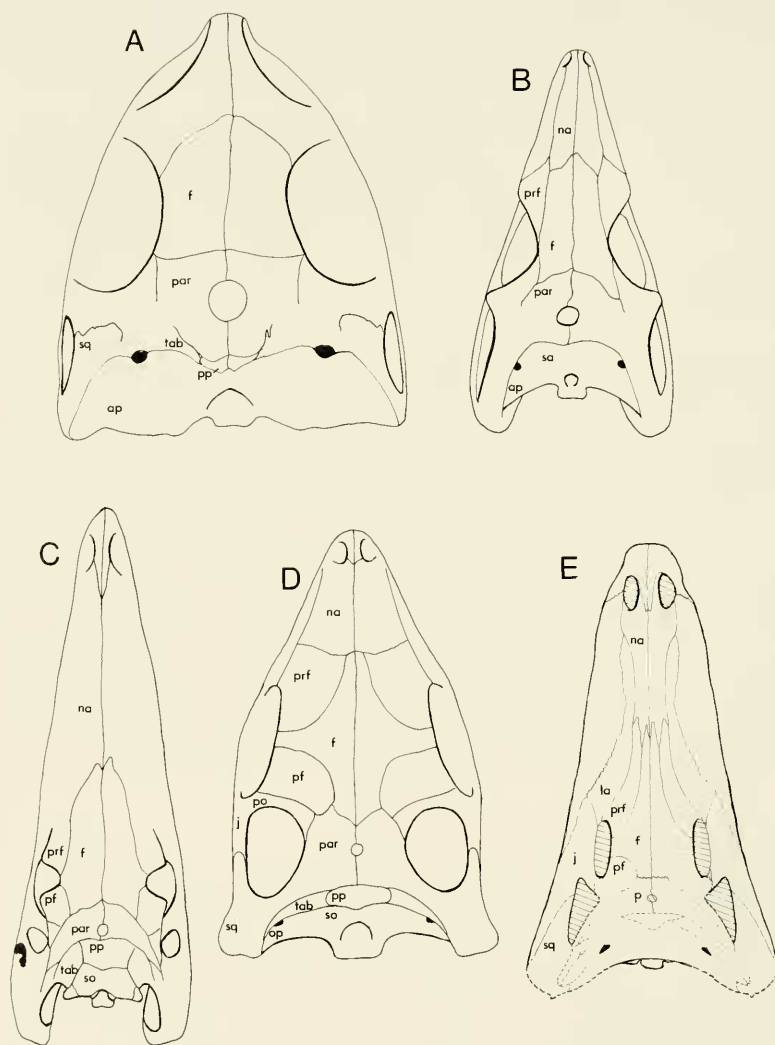 A
f
par
sq
tab
pp
ap
B
na
prf
f
par
sa
ap
C
na
prf
f
pf
par
pp
tab
so
D
na
prf
f
pf
po
j
par
pp
tab
so
sq
op
E
na
la
prf
f
j
pf
p
sq